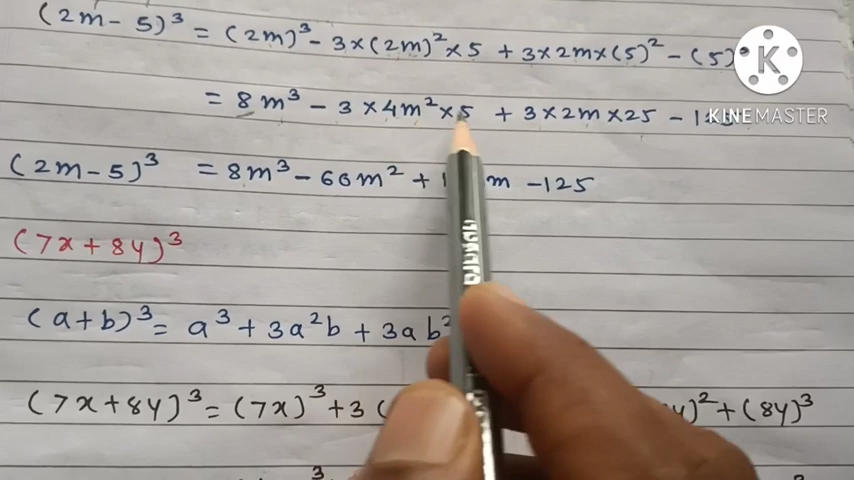 (2m - 5)³ = (2m)³ - 3×(2m)²×5 + 3×2m×(5)² - (5)
= 8m³ - 3×4m²×5 + 3×2m×25 - 1
KINEMASTER
(2m-5)³ = 8m³ - 60m² + m - 125
(7x + 8y)³
(a+b)³ = a³ + 3a²b + 3ab²
(7x + 8y)³ = (7x)³ + 3( y)² + (8y)³